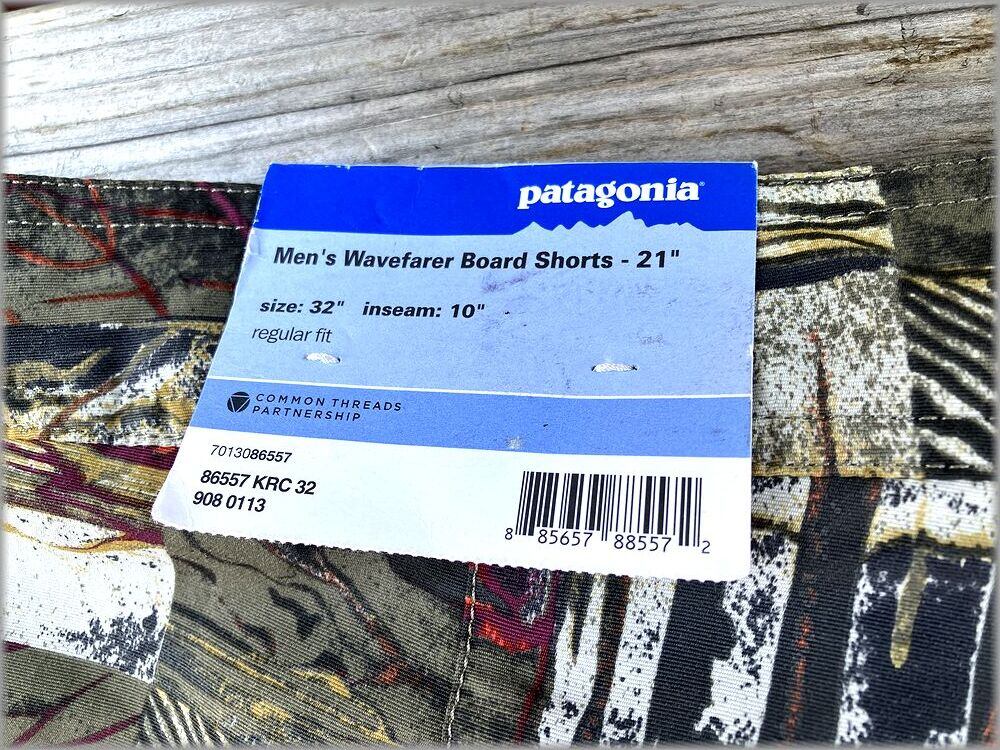 patagonia®
Men's Wavefarer Board Shorts - 21"
size: 32" inseam: 10"
regular fit
COMMON THREADS
PARTNERSHIP
7013086557
86557 KRC 32
908 0113
8 85657 88557 2